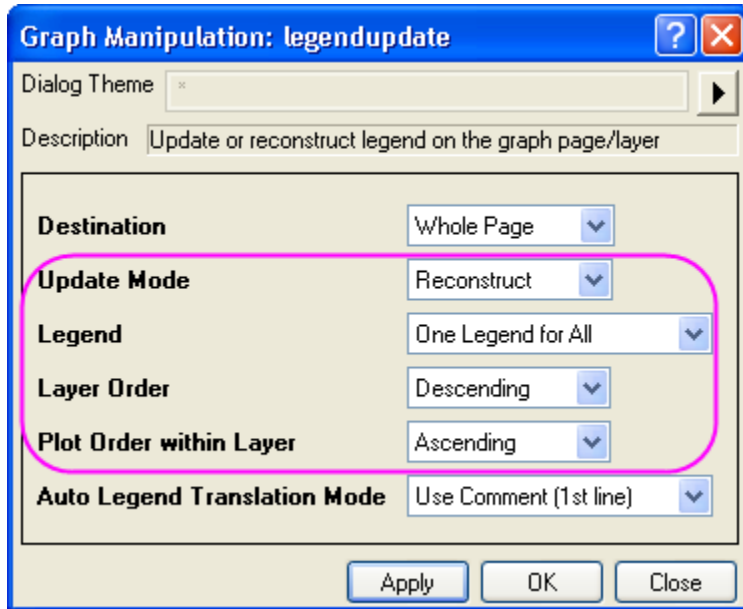 Graph Manipulation: legendupdate
Dialog Theme *
Description Update or reconstruct legend on the graph page/layer
Destination Whole Page
Update Mode Reconstruct
Legend One Legend for All
Layer Order Descending
Plot Order within Layer Ascending
Auto Legend Translation Mode Use Comment (1st line)
Apply OK Close